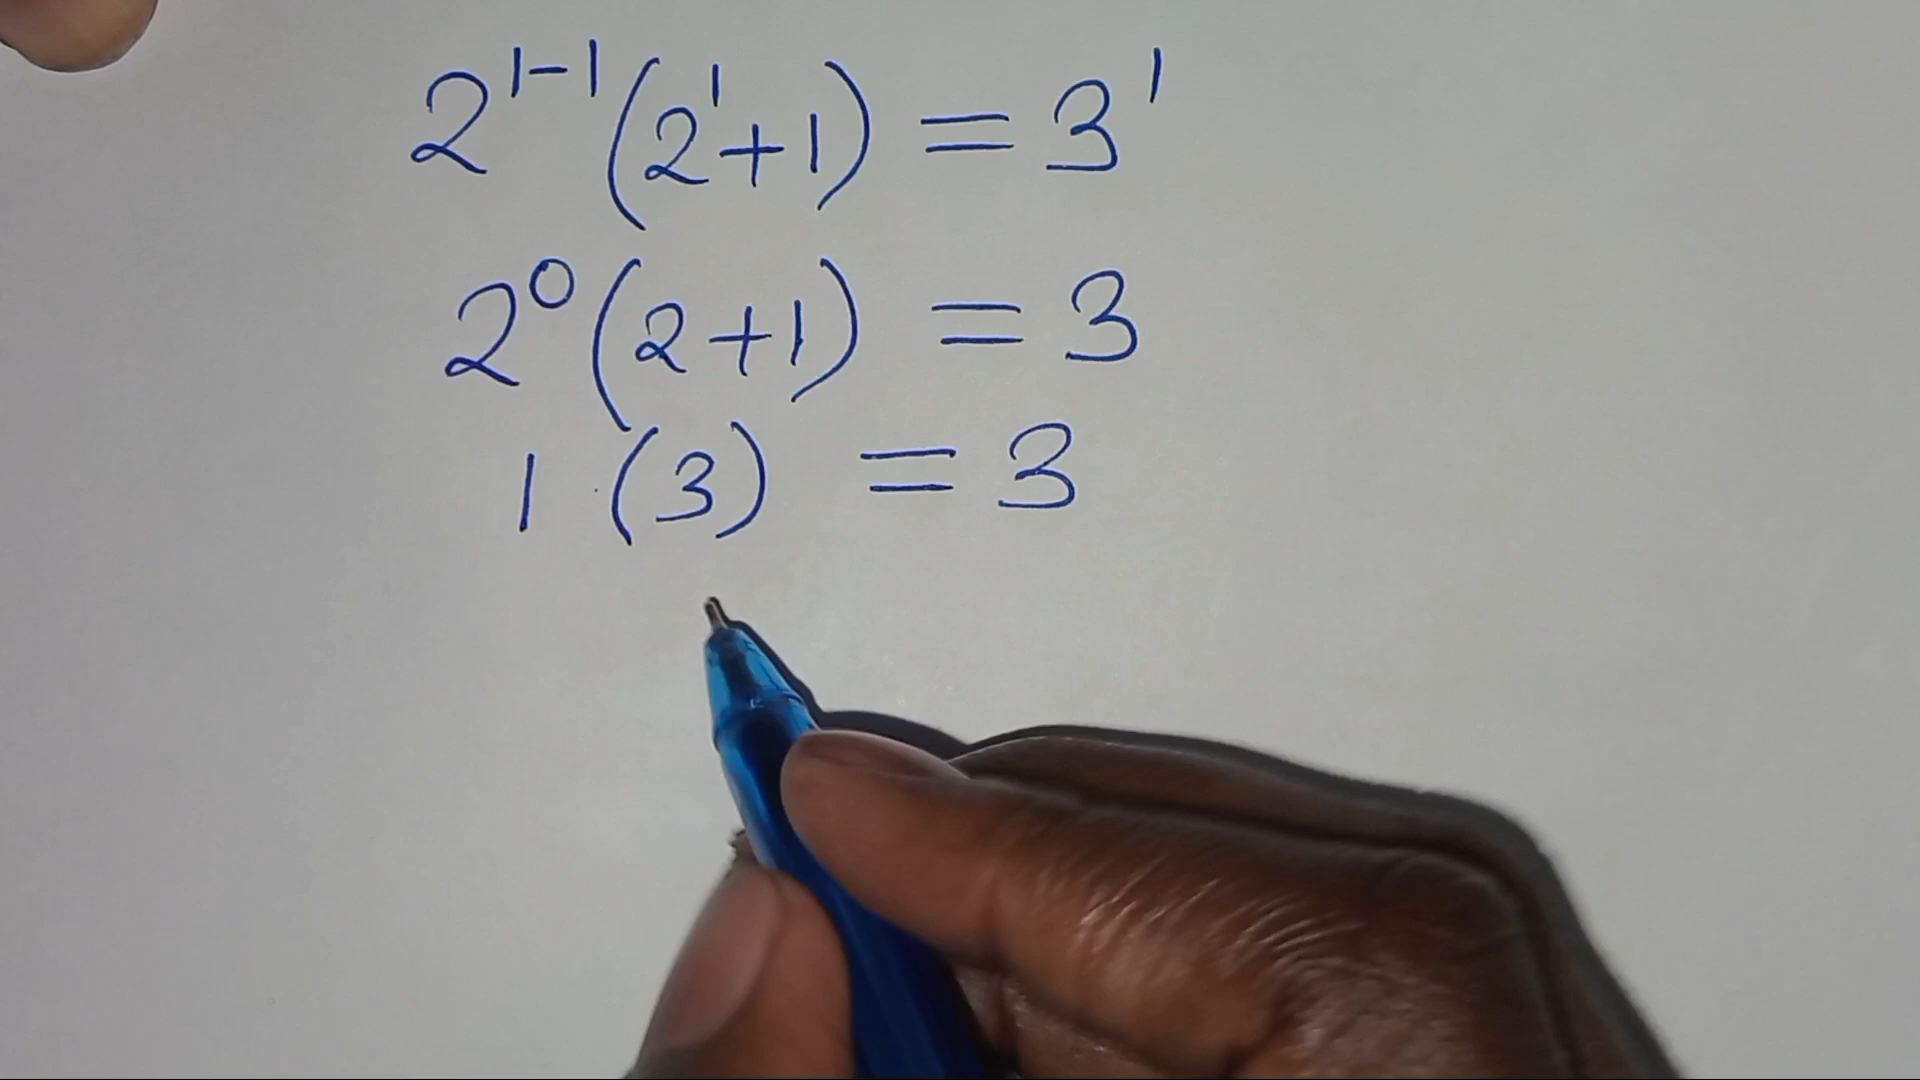 2^{1-1}(2^1+1) = 3^1
2^0(2+1) = 3
1 (3) = 3